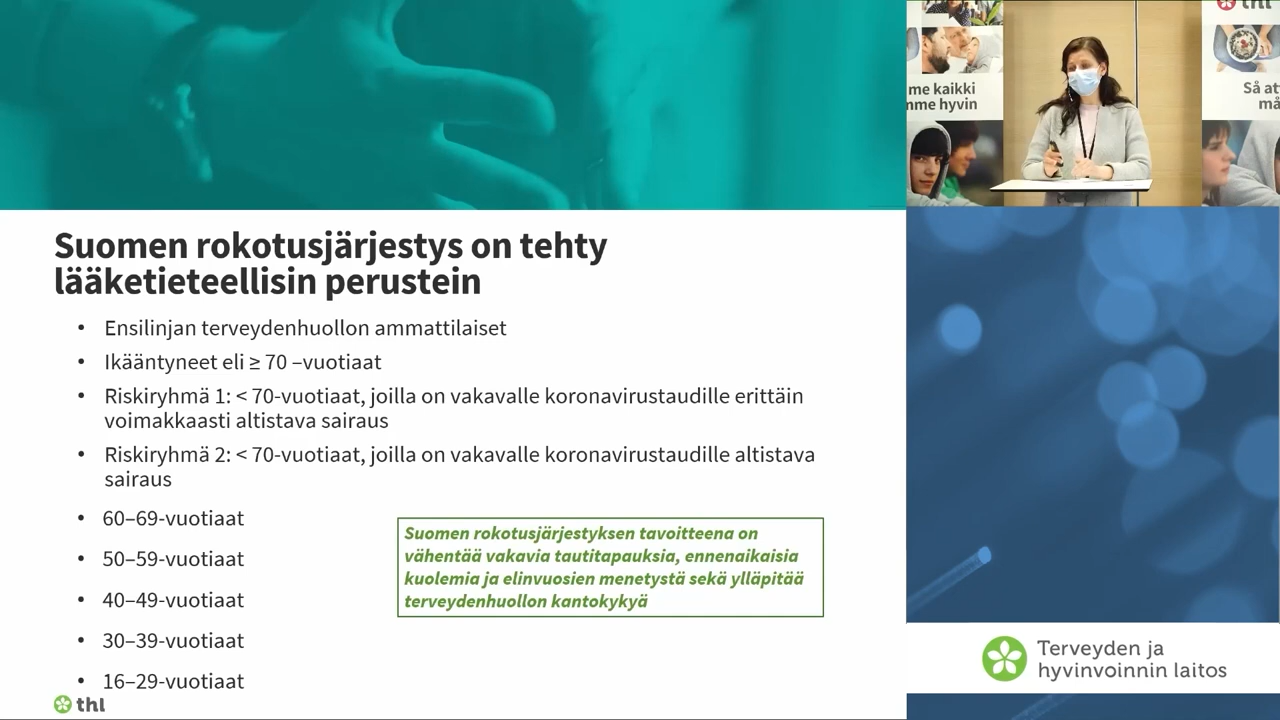 Suomen rokotusjärjestys on tehty
lääketieteellisin perustein
• Ensilinjan terveydenhuollon ammattilaiset
• Ikääntyneet eli ≥ 70 –vuotiaat
• Riskiryhmä 1: < 70-vuotiaat, joilla on vakavalle koronavirustaudille erittäin
voimakkaasti altistava sairaus
• Riskiryhmä 2: < 70-vuotiaat, joilla on vakavalle koronavirustaudille altistava
sairaus
• 60–69-vuotiaat
• 50–59-vuotiaat
• 40–49-vuotiaat
• 30–39-vuotiaat
• 16–29-vuotiaat
Suomen rokotusjärjestyksen tavoitteena on
vähentää vakavia tautitapauksia, ennenaikaisia
kuolemia ja elinvuosien menetystä sekä ylläpitää
terveydenhuollon kantokykyä
thl
thl
me kaikki
nme hyvin
Så
Terveyden ja
hyvinvoinnin laitos